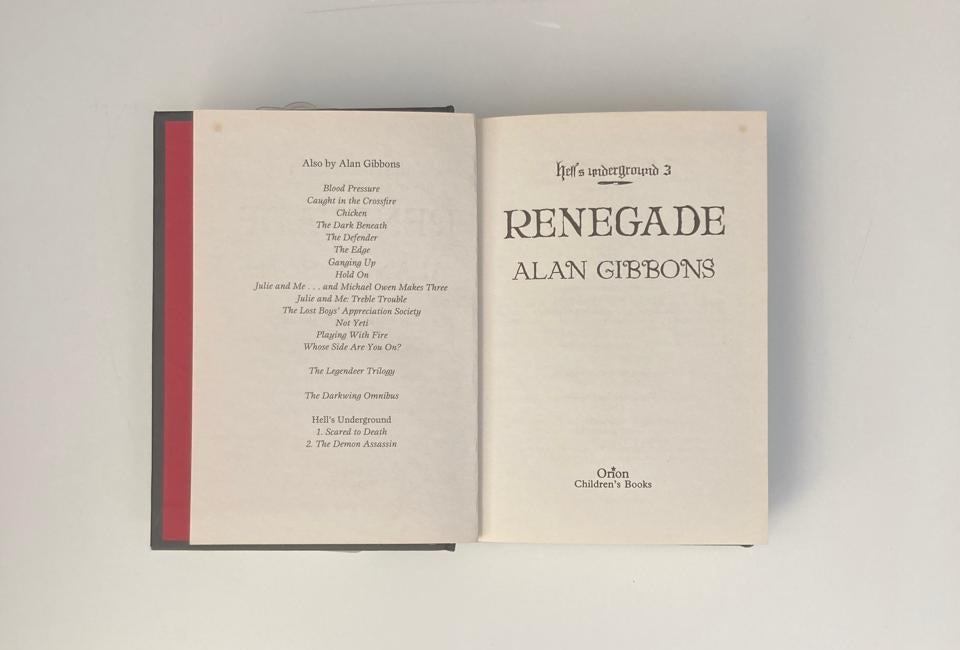 Also by Alan Gibbons
Blood Pressure
Caught in the Crossfire
Chicken
The Dark Beneath
The Defender
The Edge
Ganging Up
Hold On
Julie and Me . . . and Michael Owen Makes Three
Julie and Me: Treble Trouble
The Lost Boys' Appreciation Society
Not Yeti
Playing With Fire
Whose Side Are You On?
The Legendeer Trilogy
The Darkwing Omnibus
Hell's Underground
1. Scared to Death
2. The Demon Assassin
Hell's underground 3
RENEGADE
ALAN GIBBONS
Orion
Children's Books